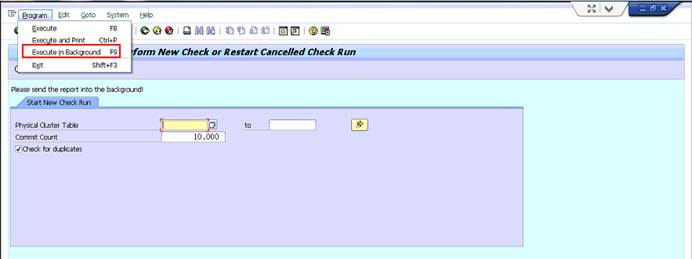 Program Edit Goto System Help
Execute F8
Execute and Print Ctrl+P
Execute in Background F9
Exit Shift+F3
form New Check or Restart Cancelled Check Run
Please send the report into the background!
Start New Check Run
Physical Cluster Table to
Commit Count 10.000
Check for duplicates